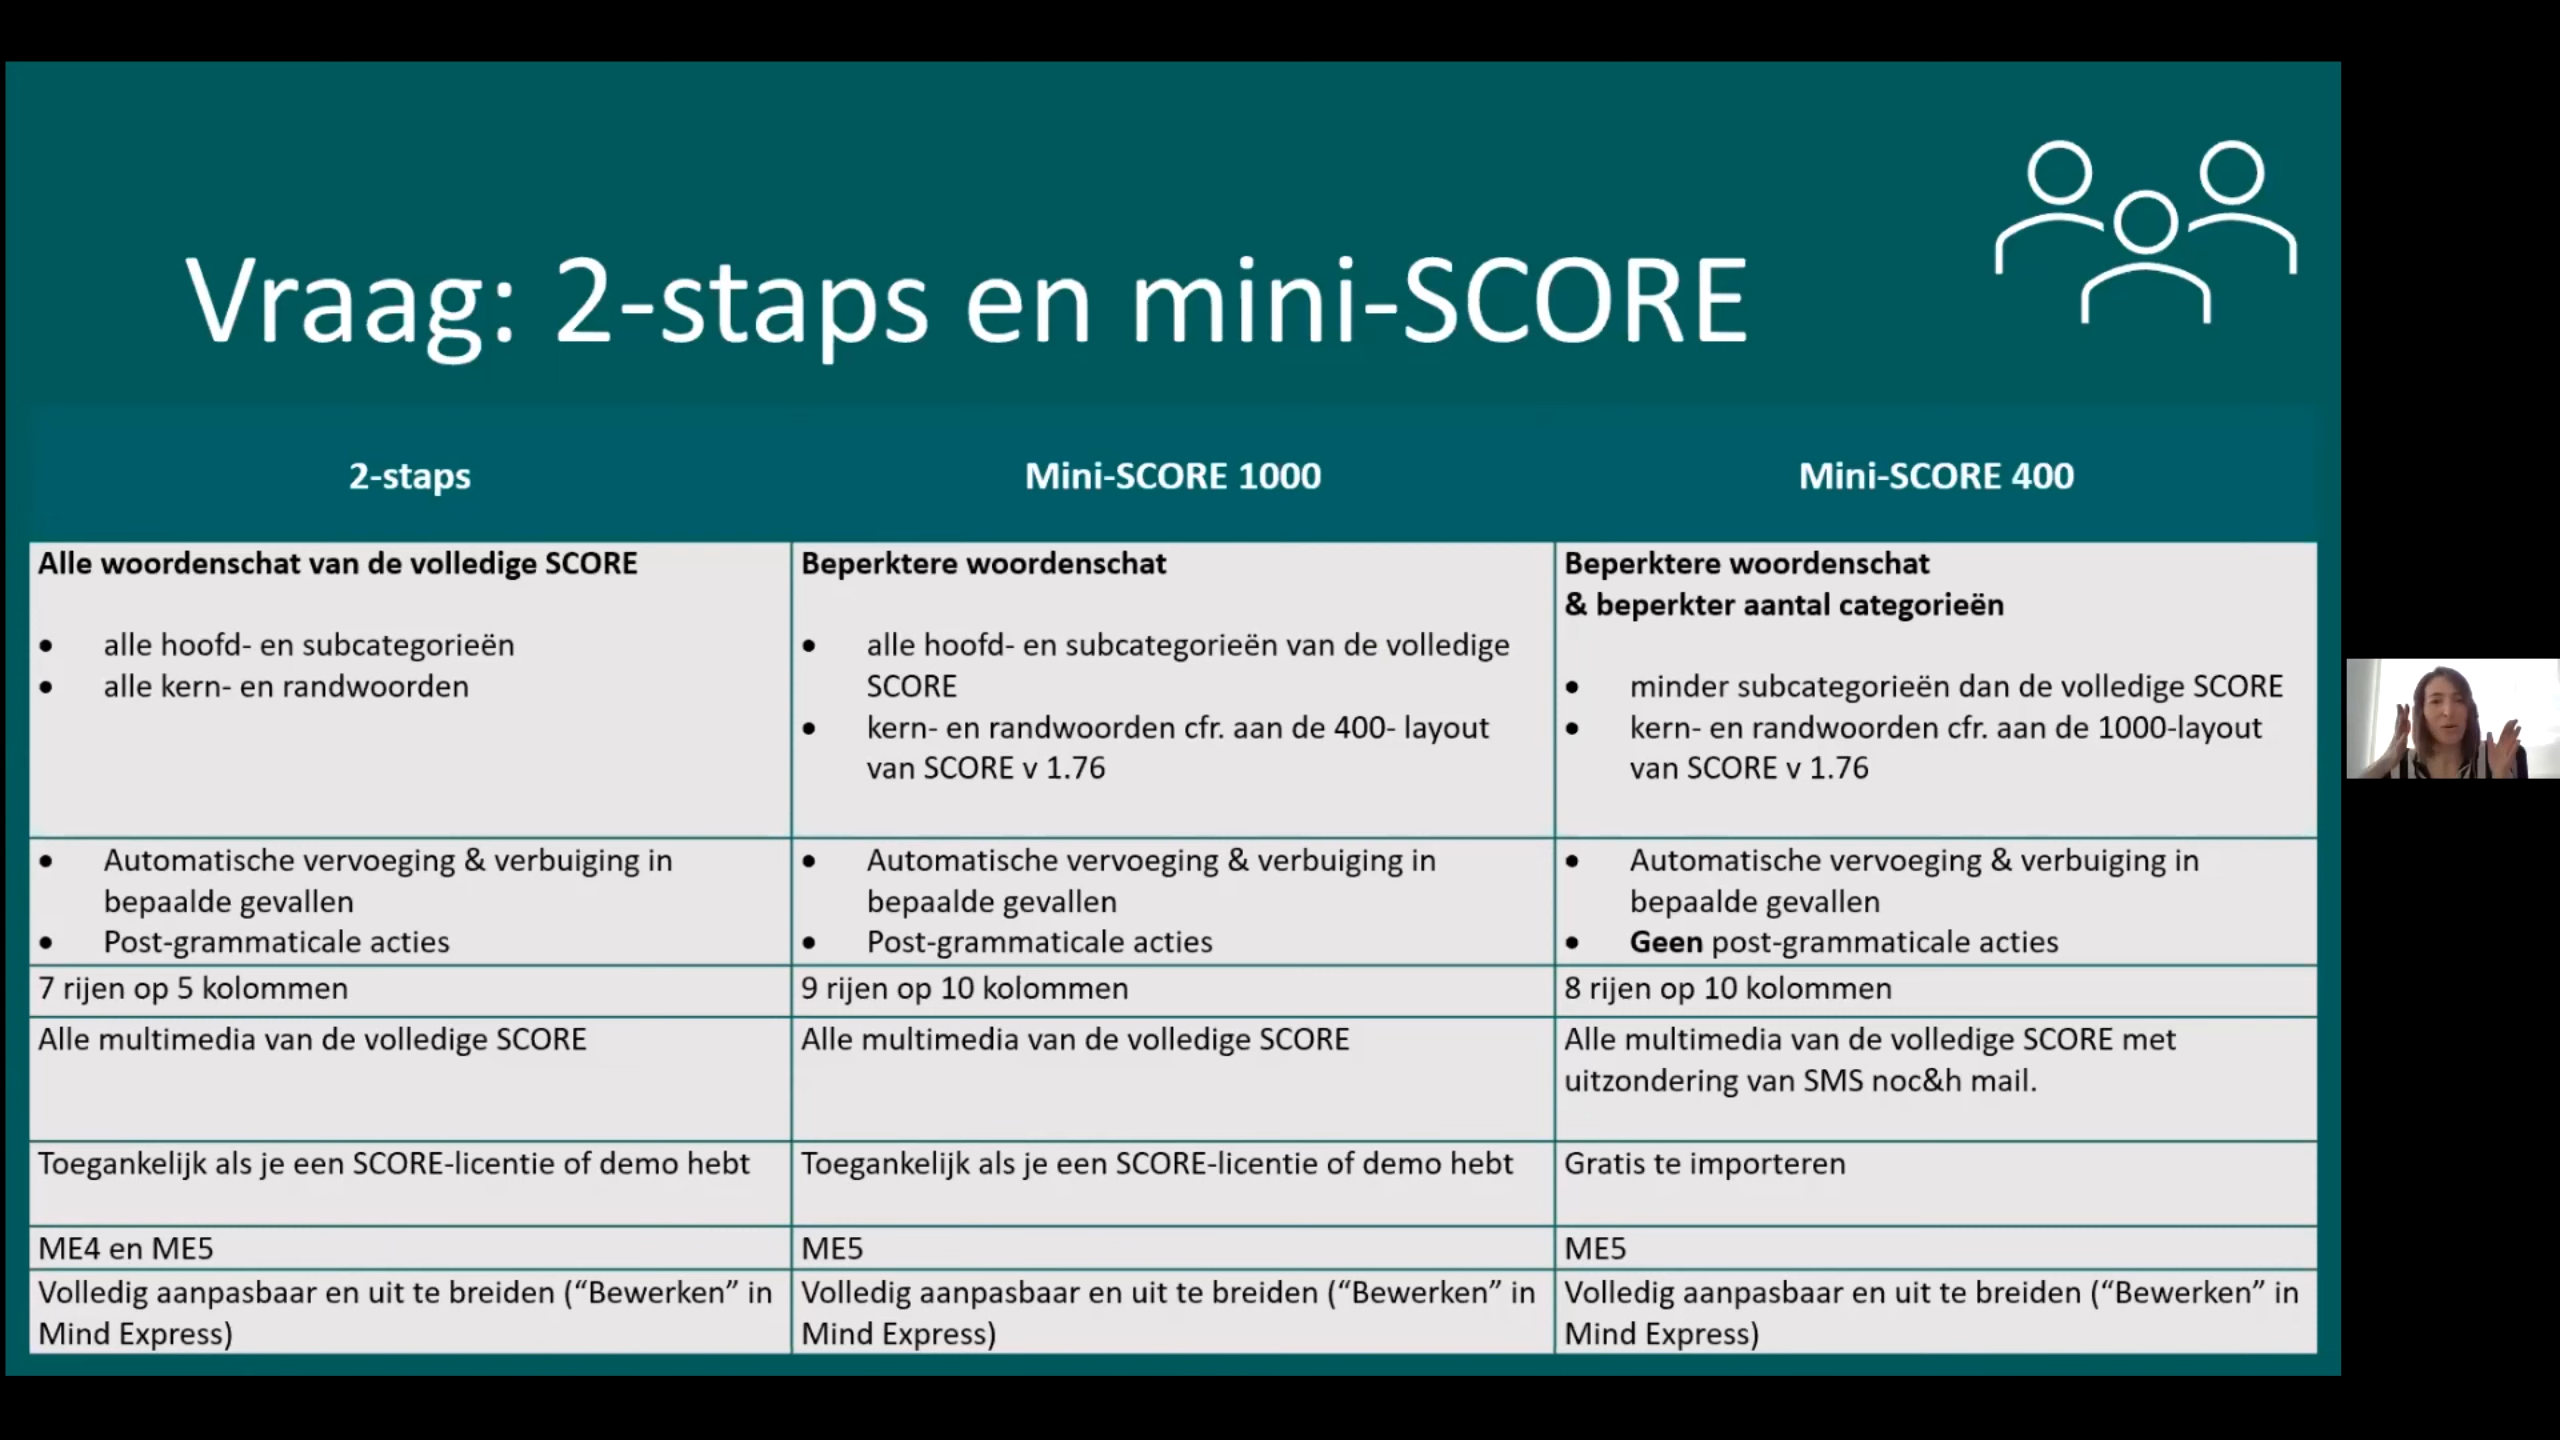 Vraag: 2-staps en mini-SCORE
2-staps
Mini-SCORE 1000
Mini-SCORE 400
Alle woordenschat van de volledige SCORE
• alle hoofd- en subcategorieën
• alle kern- en randwoorden
Beperktere woordenschat
• alle hoofd- en subcategorieën van de volledige
SCORE
• kern- en randwoorden cfr. aan de 400- layout
van SCORE v 1.76
Beperktere woordenschat
& beperkter aantal categorieën
• minder subcategorieën dan de volledige SCORE
• kern- en randwoorden cfr. aan de 1000-layout
van SCORE v 1.76
• Automatische vervoeging & verbuiging in
bepaalde gevallen
• Post-grammaticale acties
• Automatische vervoeging & verbuiging in
bepaalde gevallen
• Post-grammaticale acties
• Automatische vervoeging & verbuiging in
bepaalde gevallen
• Geen post-grammaticale acties
7 rijen op 5 kolommen
9 rijen op 10 kolommen
8 rijen op 10 kolommen
Alle multimedia van de volledige SCORE
Alle multimedia van de volledige SCORE
Alle multimedia van de volledige SCORE met
uitzondering van SMS noc&h mail.
Toegankelijk als je een SCORE-licentie of demo hebt
Toegankelijk als je een SCORE-licentie of demo hebt
Gratis te importeren
ME4 en ME5
ME5
ME5
Volledig aanpasbaar en uit te breiden (“Bewerken” in
Mind Express)
Volledig aanpasbaar en uit te breiden (“Bewerken” in
Mind Express)
Volledig aanpasbaar en uit te breiden (“Bewerken” in
Mind Express)